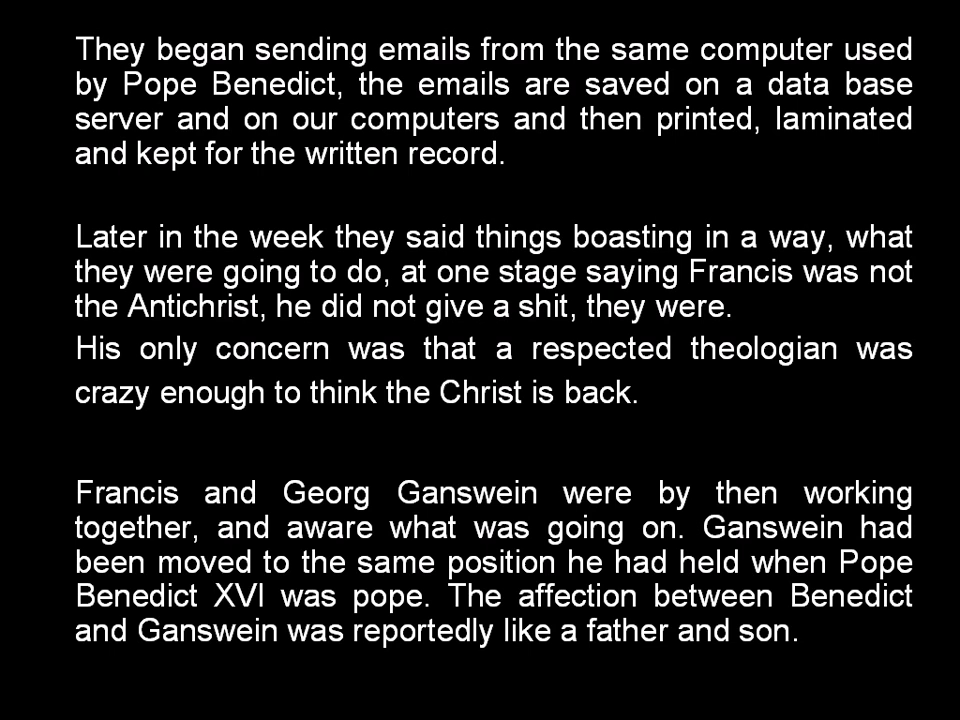 They began sending emails from the same computer used
by Pope Benedict, the emails are saved on a data base
server and on our computers and then printed, laminated
and kept for the written record.
Later in the week they said things boasting in a way, what
they were going to do, at one stage saying Francis was not
the Antichrist, he did not give a shit, they were.
His only concern was that a respected theologian was
crazy enough to think the Christ is back.
Francis and Georg Ganswein were by then working
together, and aware what was going on. Ganswein had
been moved to the same position he had held when Pope
Benedict XVI was pope. The affection between Benedict
and Ganswein was reportedly like a father and son.